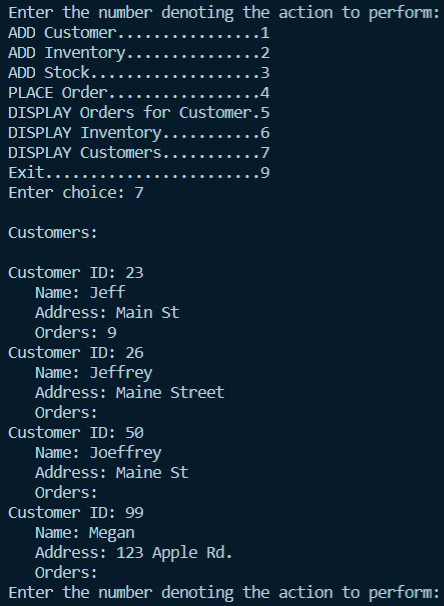 Enter the number denoting the action to perform:
ADD Customer................1
ADD Inventory...............2
ADD Stock...................3
PLACE Order.................4
DISPLAY Orders for Customer.5
DISPLAY Inventory...........6
DISPLAY Customers...........7
Exit........................9
Enter choice: 7
Customers:
Customer ID: 23
Name: Jeff
Address: Main St
Orders: 9
Customer ID: 26
Name: Jeffrey
Address: Maine Street
Orders:
Customer ID: 50
Name: Joeffrey
Address: Maine St
Orders:
Customer ID: 99
Name: Megan
Address: 123 Apple Rd.
Orders:
Enter the number denoting the action to perform: